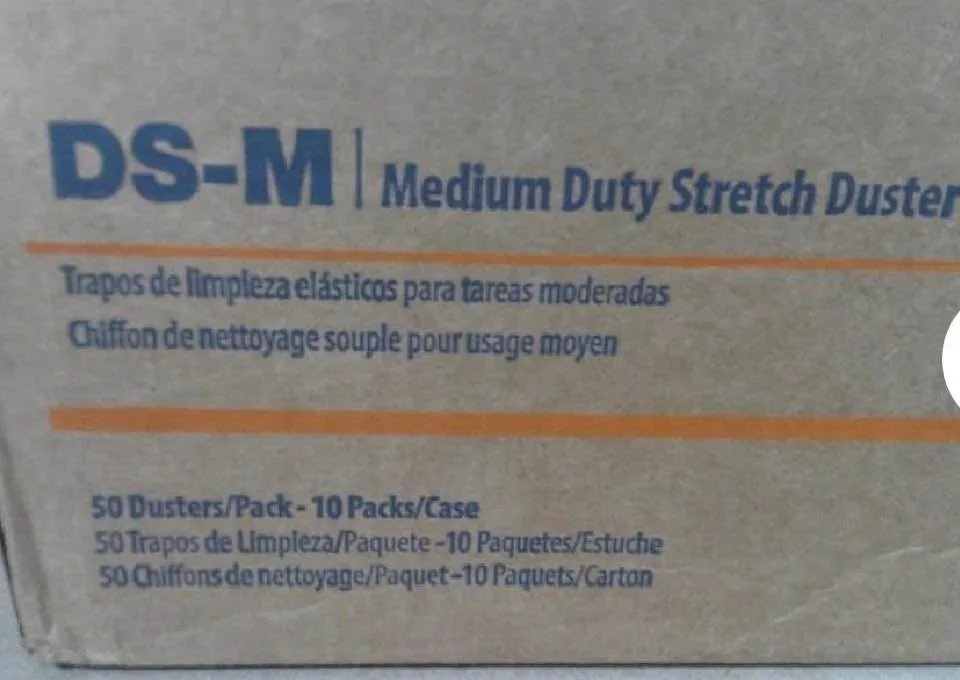 DS-M | Medium Duty Stretch Duster
Trapos de limpieza elásticos para tareas moderadas
Chiffon de nettoyage souple pour usage moyen
50 Dusters/Pack - 10 Packs/Case
50 Trapos de Limpleza/Paquete -10 Paquetes/Estuche
50 Chiffons de nettoyage/Paquet-10 Paquets/Carton